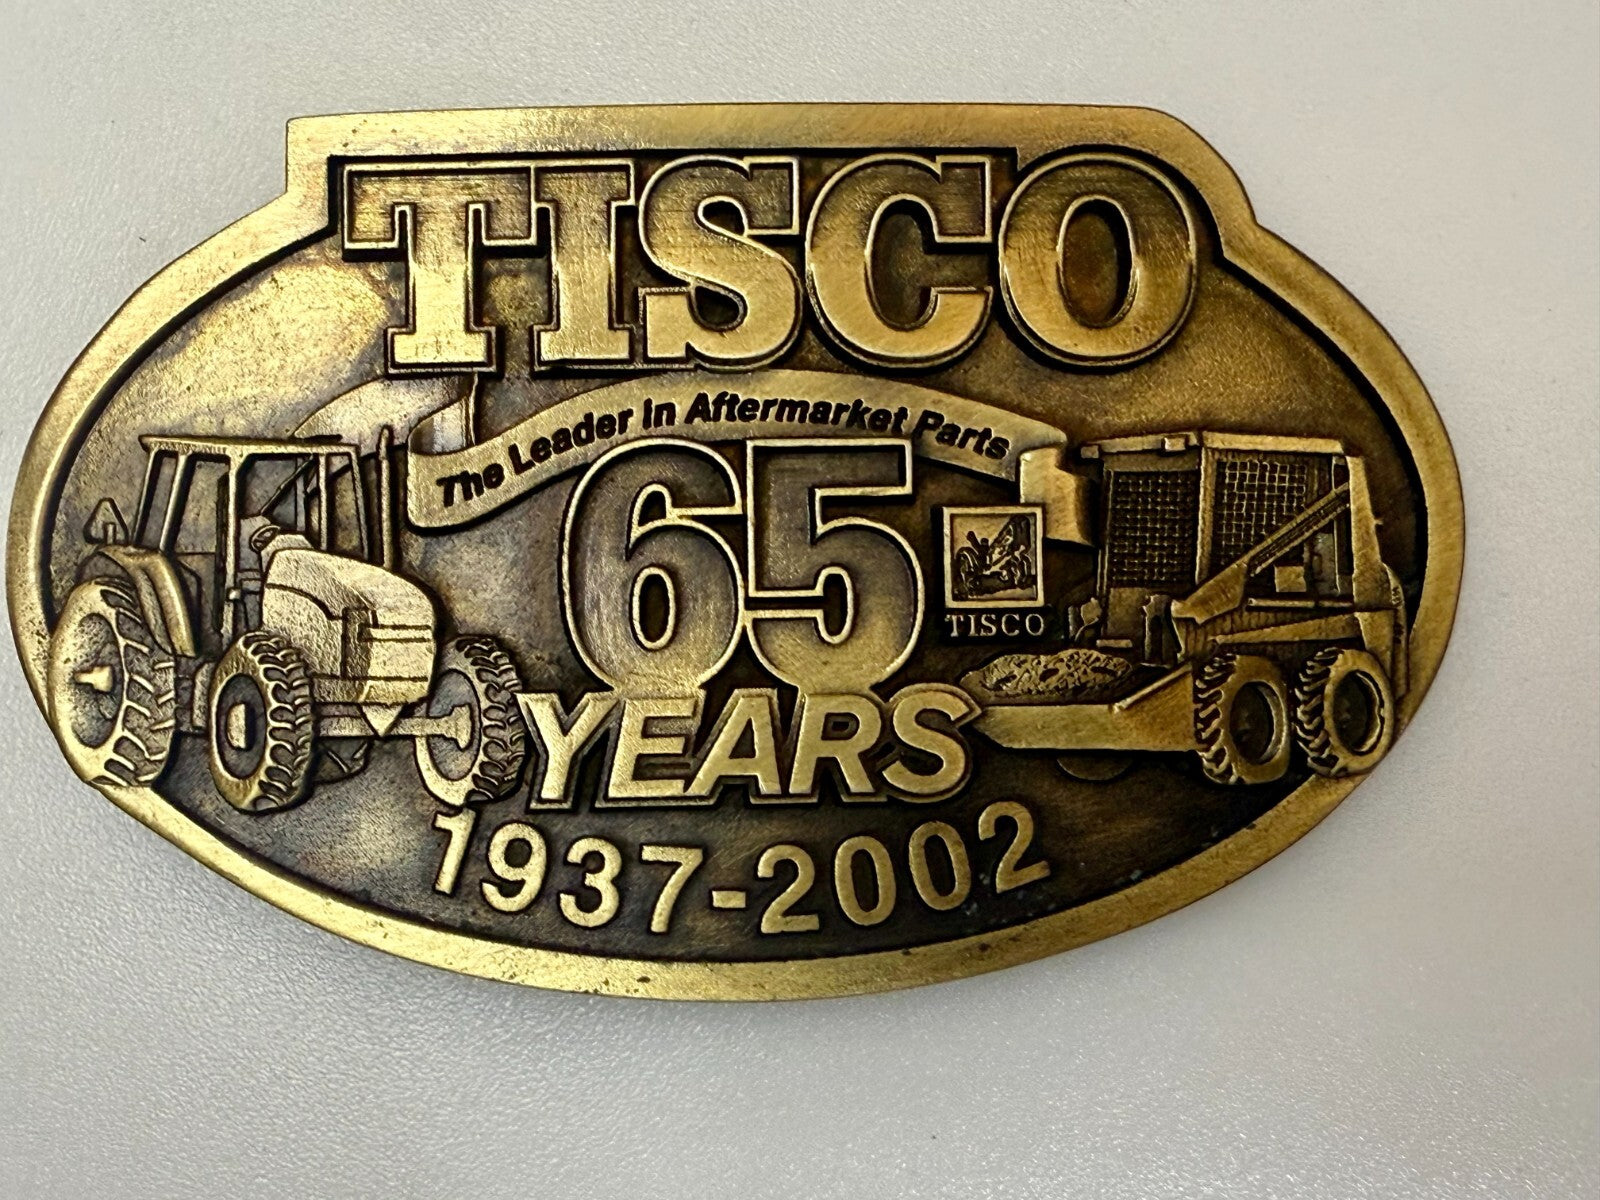 TISCO
The Leader in Aftermarket Parts
65
TISCO
YEARS
1937-2002